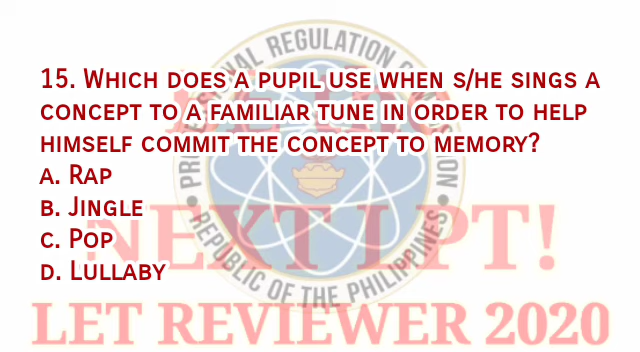 15. Which does a pupil use when s/he sings a
concept to a familiar tune in order to help
himself commit the concept to memory?
a. Rap
b. Jingle
c. Pop
d. Lullaby
NEXT LPT!
LET REVIEWER 2020
PROFESSIONAL REGULATION COMMISSION
REPUBLIC OF THE PHILIPPINES